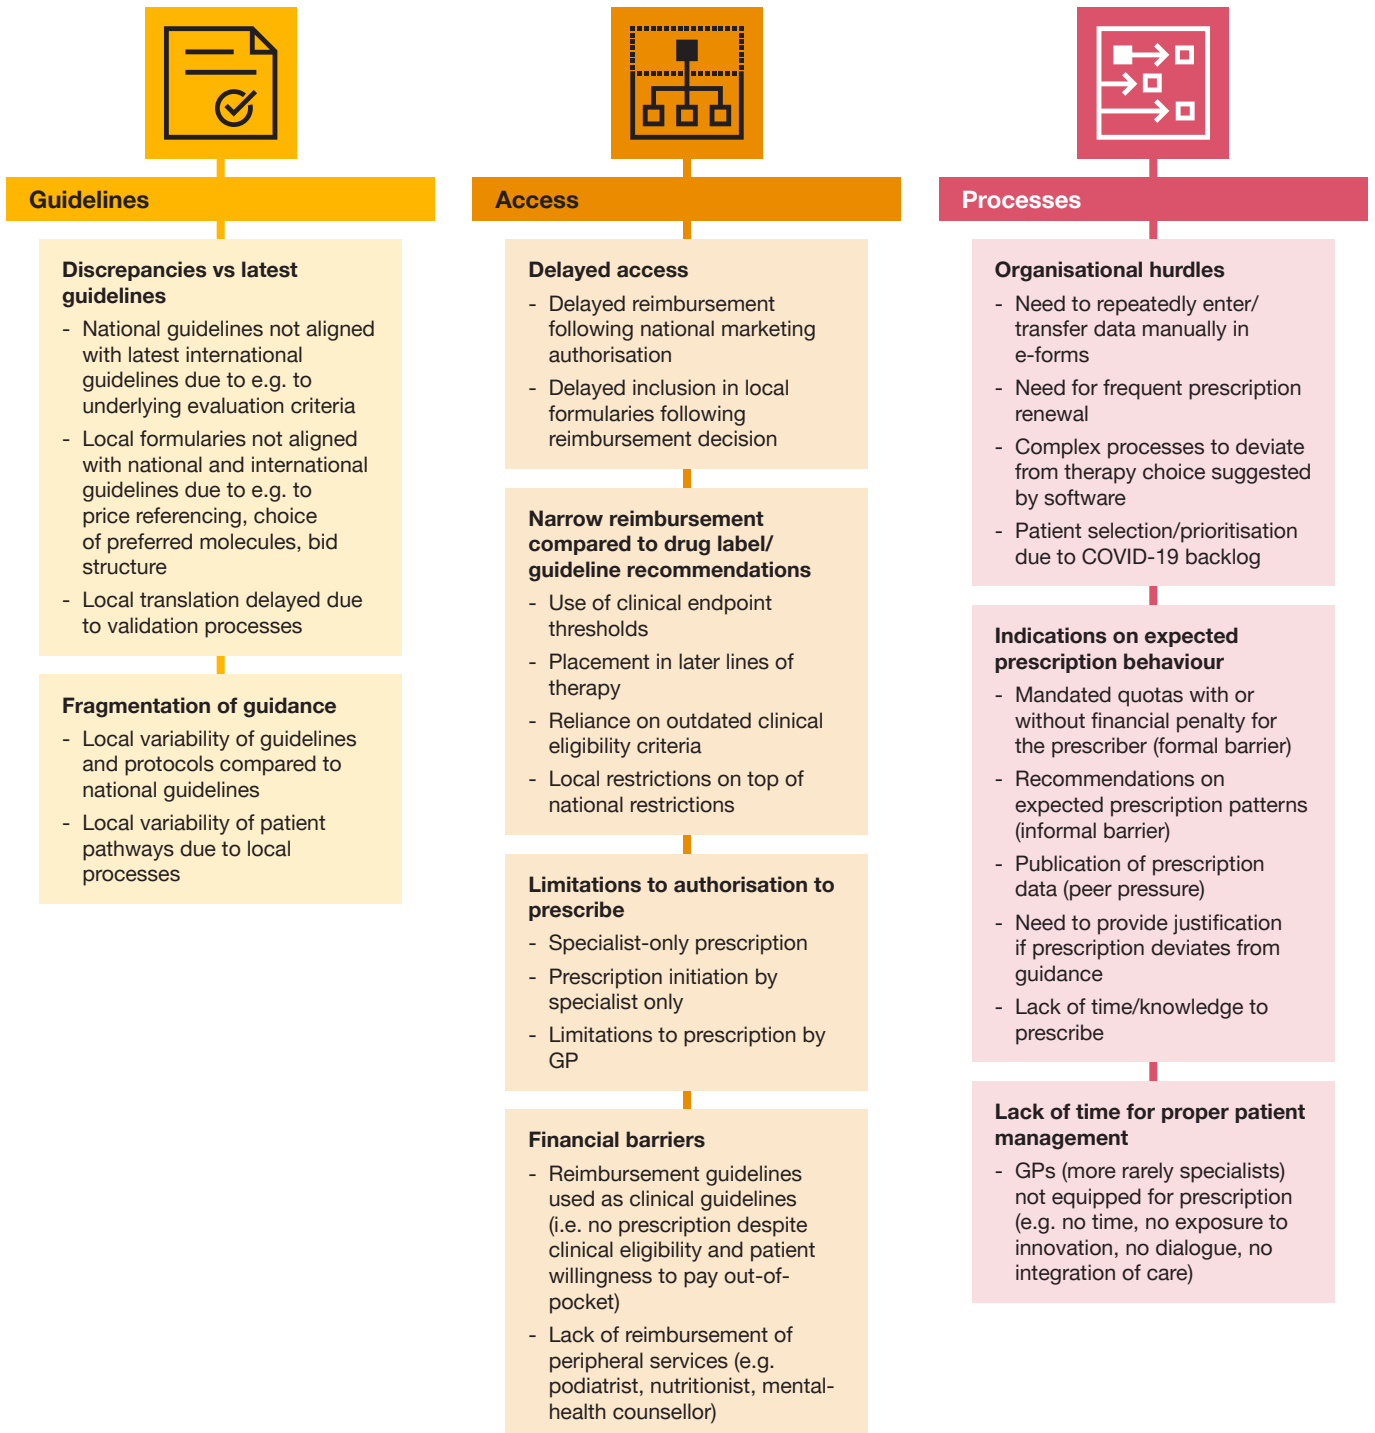 Guidelines
Discrepancies vs latest
guidelines
- National guidelines not aligned
with latest international
guidelines due to e.g. to
underlying evaluation criteria
- Local formularies not aligned
with national and international
guidelines due to e.g. to
price referencing, choice
of preferred molecules, bid
structure
- Local translation delayed due
to validation processes
Fragmentation of guidance
- Local variability of guidelines
and protocols compared to
national guidelines
- Local variability of patient
pathways due to local
processes
Access
Delayed access
- Delayed reimbursement
following national marketing
authorisation
- Delayed inclusion in local
formularies following
reimbursement decision
Narrow reimbursement
compared to drug label/
guideline recommendations
- Use of clinical endpoint
thresholds
- Placement in later lines of
therapy
- Reliance on outdated clinical
eligibility criteria
- Local restrictions on top of
national restrictions
Limitations to authorisation to
prescribe
- Specialist-only prescription
- Prescription initiation by
specialist only
- Limitations to prescription by
GP
Financial barriers
- Reimbursement guidelines
used as clinical guidelines
(i.e. no prescription despite
clinical eligibility and patient
willingness to pay out-of-
pocket)
- Lack of reimbursement of
peripheral services (e.g.
podiatrist, nutritionist, mental-
health counsellor)
Processes
Organisational hurdles
- Need to repeatedly enter/
transfer data manually in
e-forms
- Need for frequent prescription
renewal
- Complex processes to deviate
from therapy choice suggested
by software
- Patient selection/prioritisation
due to COVID-19 backlog
Indications on expected
prescription behaviour
- Mandated quotas with or
without financial penalty for
the prescriber (formal barrier)
- Recommendations on
expected prescription patterns
(informal barrier)
- Publication of prescription
data (peer pressure)
- Need to provide justification
if prescription deviates from
guidance
- Lack of time/knowledge to
prescribe
Lack of time for proper patient
management
- GPs (more rarely specialists)
not equipped for prescription
(e.g. no time, no exposure to
innovation, no dialogue, no
integration of care)